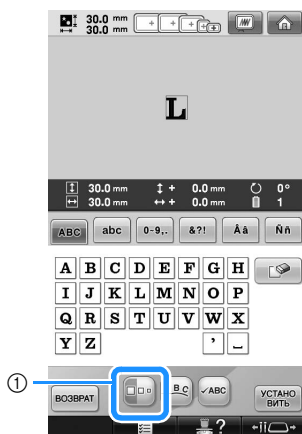 30.0 mm
30.0 mm
L
30.0 mm + 0.0 mm 0°
30.0 mm + 0.0 mm 1
ABC abc 0-9,. &?! Ââ Ññ
A B C D E F G H
I J K L M N O P
Q R S T U V W X
Y Z , _
① ВОЗВРАТ B C ✓ABC УСТАНО
ВИТЬ
?